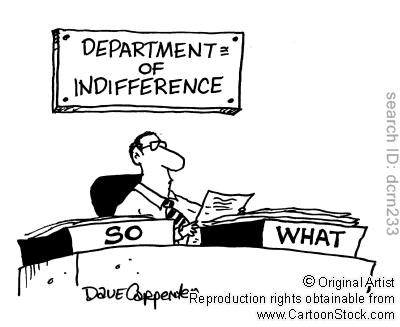 DEPARTMENT
OF
INDIFFERENCE
SO
WHAT
Dave Carpenter
© Original Artist
Reproduction rights obtainable from
www.CartoonStock.com
search ID: dcrn233